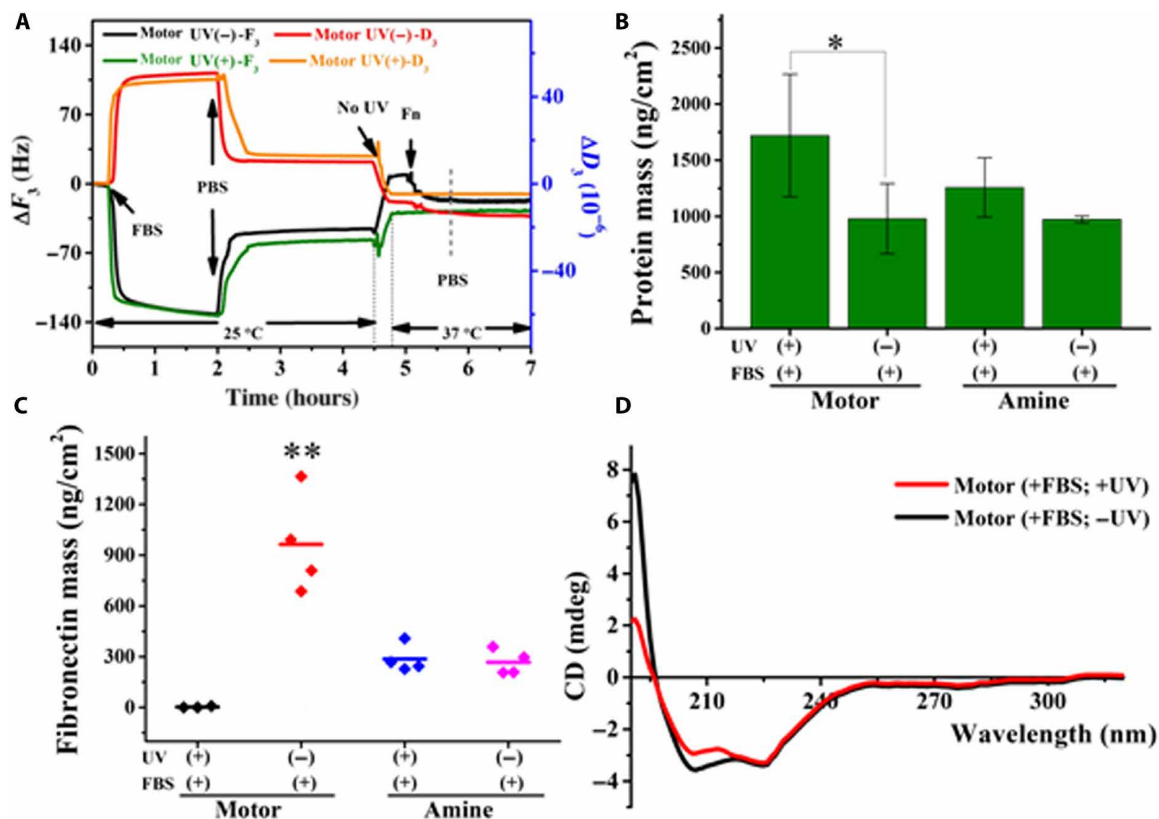 A
Motor UV(−)-F3 Motor UV(−)-D3
Motor UV(+)-F3 Motor UV(+)-D3
140
70
0
−70
−140
ΔF3 (Hz)
40
0
−40
ΔD3 (10−6)
FBS
PBS
No UV
Fn
PBS
25 °C
37 °C
0 1 2 3 4 5 6 7
Time (hours)
B
Protein mass (ng/cm2)
2500
2000
1750
1500
1250
1000
750
500
250
0
*
UV (+) (−) (+) (−)
FBS (+) (+) (+) (+)
Motor Amine
C
Fibronectin mass (ng/cm2)
1500
1200
900
600
300
0
**
UV (+) (−) (+) (−)
FBS (+) (+) (+) (+)
Motor Amine
D
Motor (+FBS; +UV)
Motor (+FBS; −UV)
CD (mdeg)
8
6
4
2
0
−2
−4
210 240 270 300
Wavelength (nm)